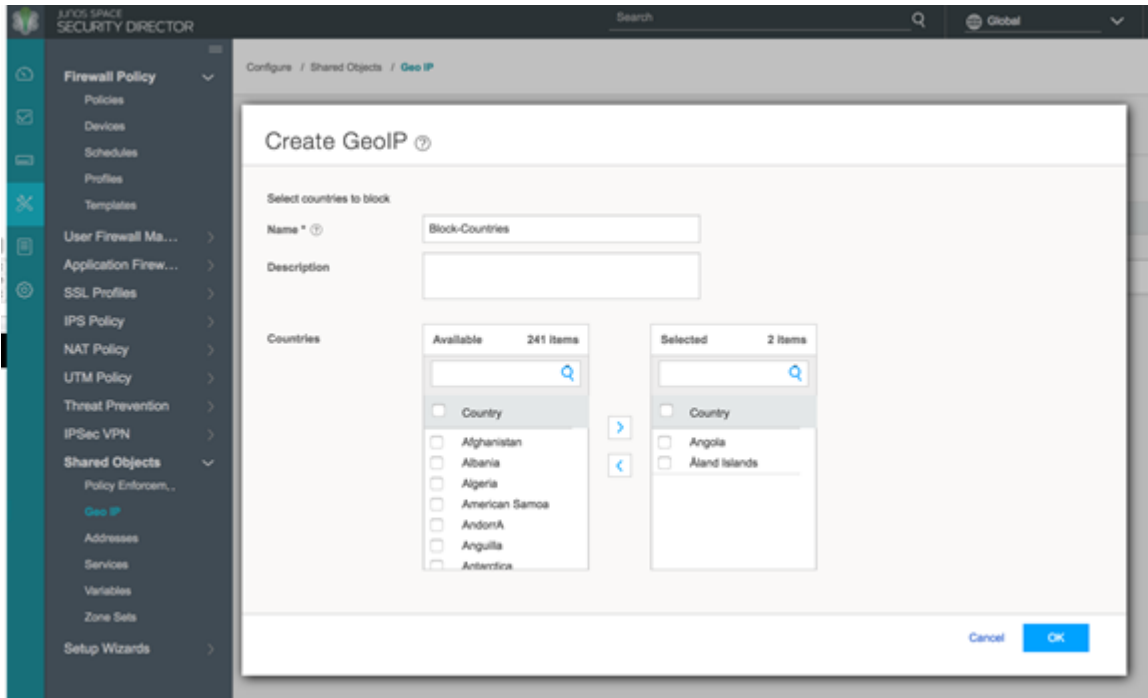 JUNOS SPACE
SECURITY DIRECTOR
Search
Global
Firewall Policy
Policies
Devices
Schedules
Profiles
Templates
User Firewall Ma...
Application Firew...
SSL Profiles
IPS Policy
NAT Policy
UTM Policy
Threat Prevention
IPSec VPN
Shared Objects
Policy Enforcem...
Geo IP
Addresses
Services
Variables
Zone Sets
Setup Wizards
Configure / Shared Objects / Geo IP
Create GeoIP ?
Select countries to block
Name * ?
Block-Countries
Description
Countries
Available 241 items
Country
Afghanistan
Albania
Algeria
American Samoa
AndorrA
Anguilla
Antarctica
Selected 2 items
Country
Angola
Åland Islands
Cancel
OK